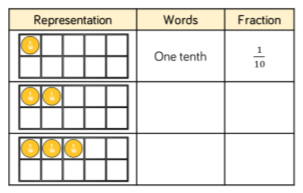 Representation Words Fraction
One tenth 1/10